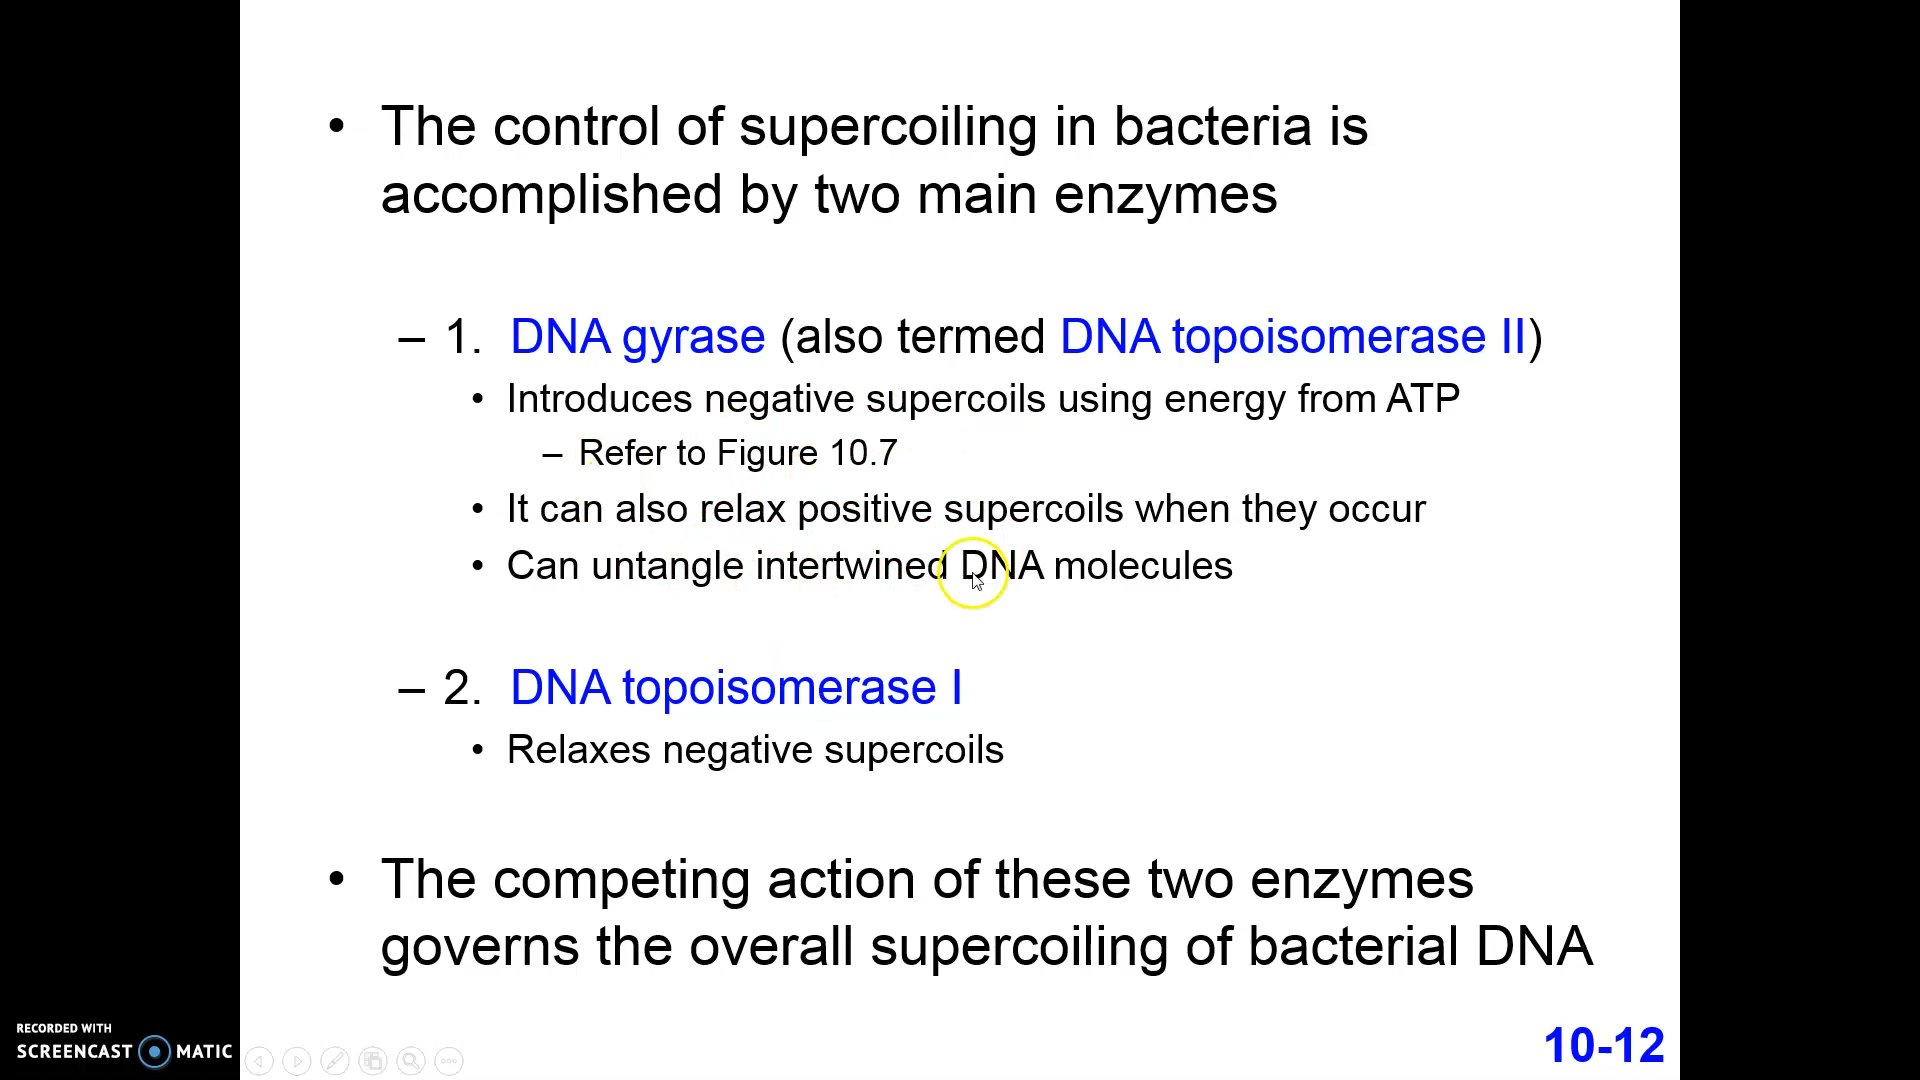 • The control of supercoiling in bacteria is
accomplished by two main enzymes
– 1. DNA gyrase (also termed DNA topoisomerase II)
• Introduces negative supercoils using energy from ATP
– Refer to Figure 10.7
• It can also relax positive supercoils when they occur
• Can untangle intertwined DNA molecules
– 2. DNA topoisomerase I
• Relaxes negative supercoils
• The competing action of these two enzymes
governs the overall supercoiling of bacterial DNA
RECORDED WITH
SCREENCAST MATIC
10-12